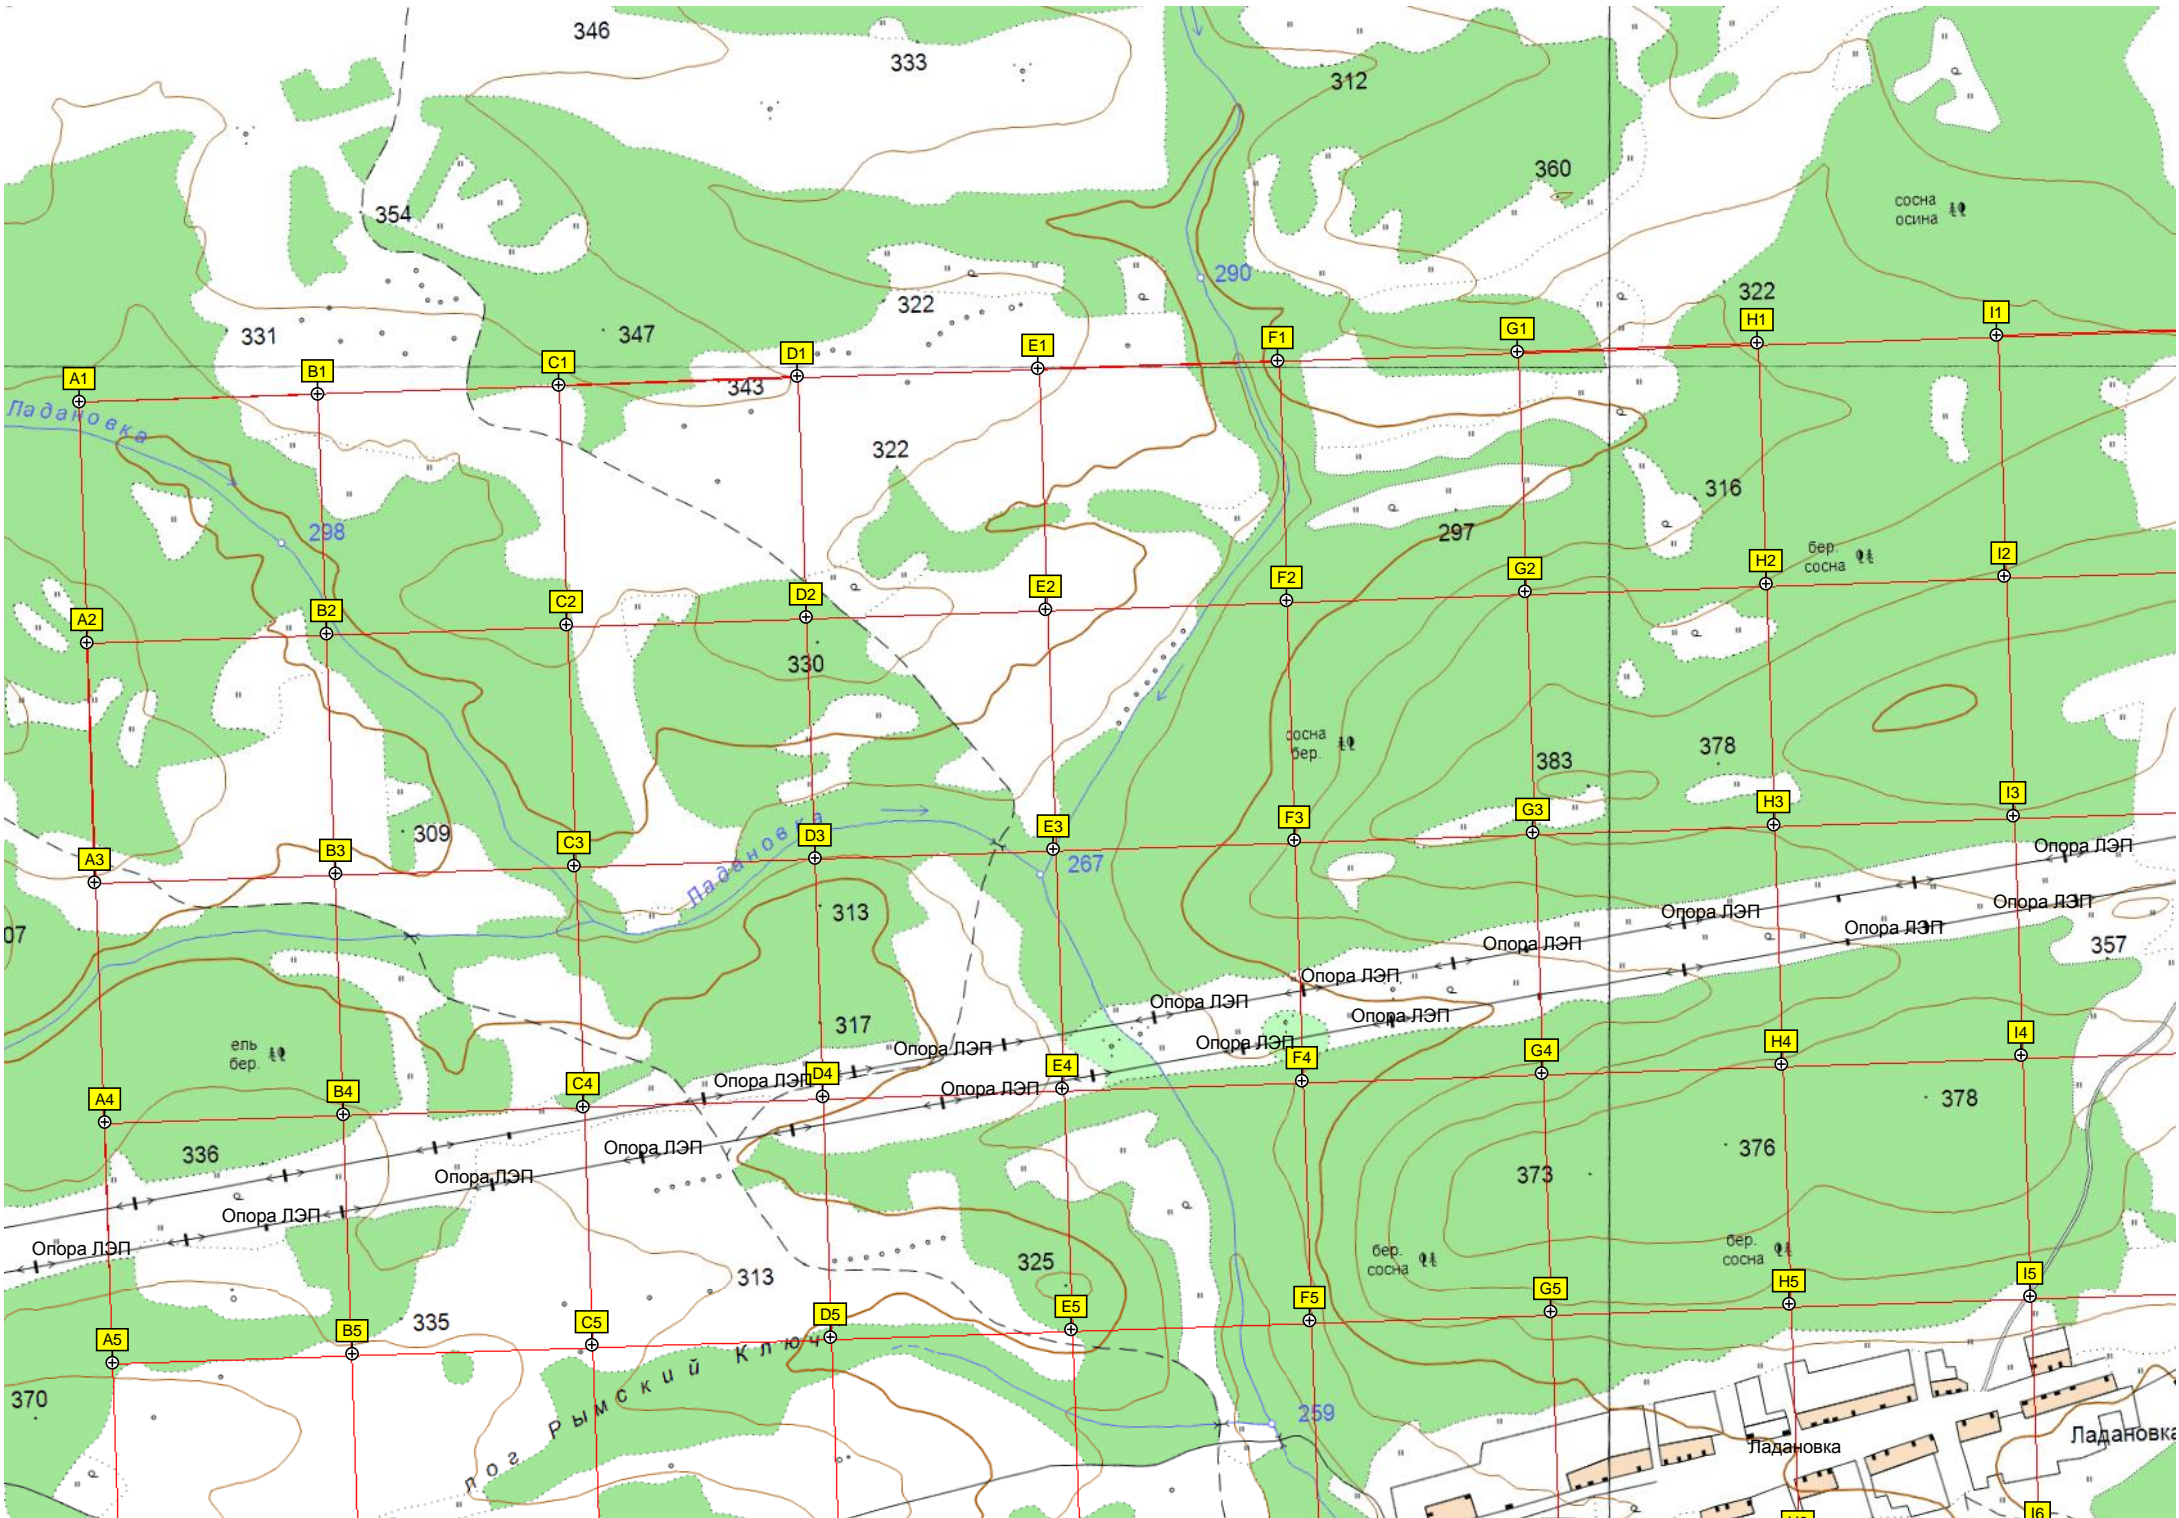 346
333
312
360
354
сосна
осина
290
322
322
331
347
A1
B1
C1
D1
E1
F1
G1
H1
I1
343
Ладановка
322
316
297
298
бер.
сосна
A2
B2
C2
D2
E2
F2
G2
H2
I2
330
сосна
бер.
383
378
309
Ладановка
A3
B3
C3
D3
E3
F3
G3
H3
I3
267
Опора ЛЭП
Опора ЛЭП
Опора ЛЭП
Опора ЛЭП
Опора ЛЭП
Опора ЛЭП
Опора ЛЭП
Опора ЛЭП
313
07
357
317
ель
бер.
Опора ЛЭП
Опора ЛЭП
Опора ЛЭП
Опора ЛЭП
A4
B4
C4
D4
E4
F4
G4
H4
I4
378
376
373
336
Опора ЛЭП
Опора ЛЭП
Опора ЛЭП
Опора ЛЭП
бер.
сосна
бер.
сосна
325
313
335
A5
B5
C5
D5
E5
F5
G5
H5
I5
лог Рымский Ключ
370
259
Ладановка
Ладановка
I6